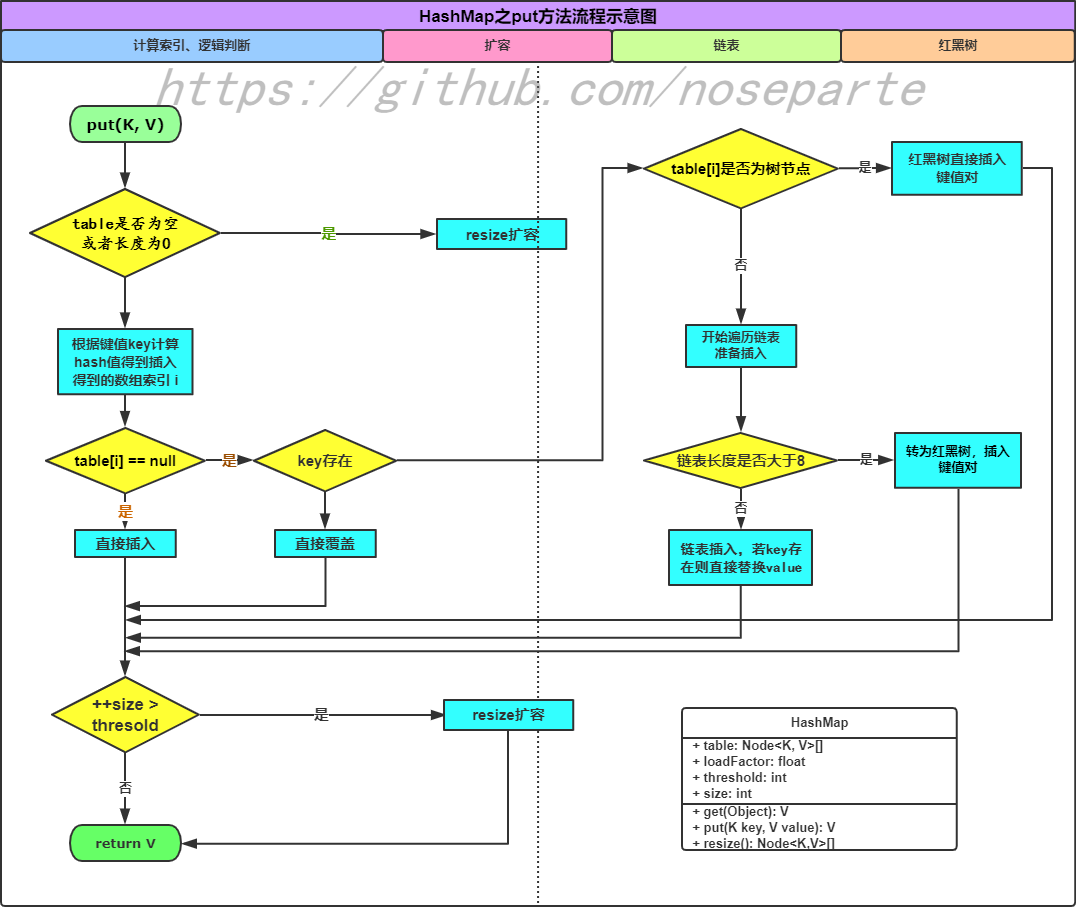 HashMap之put方法流程示意图
计算索引、逻辑判断
扩容
链表
红黑树
https://github.com/noseparte
put(K, V)
table是否为空
或者长度为0
是
resize扩容
根据键值key计算
hash值得到插入
得到的数组索引 i
table[i] == null
是
key存在
是
直接插入
直接覆盖
table[i]是否为树节点
是
红黑树直接插入
键值对
否
开始遍历链表
准备插入
链表长度是否大于8
是
转为红黑树，插入
键值对
否
链表插入，若key存
在则直接替换value
++size >
thresold
是
resize扩容
否
return V
HashMap
+ table: Node<K, V>[]
+ loadFactor: float
+ threshold: int
+ size: int
+ get(Object): V
+ put(K key, V value): V
+ resize(): Node<K,V>[]